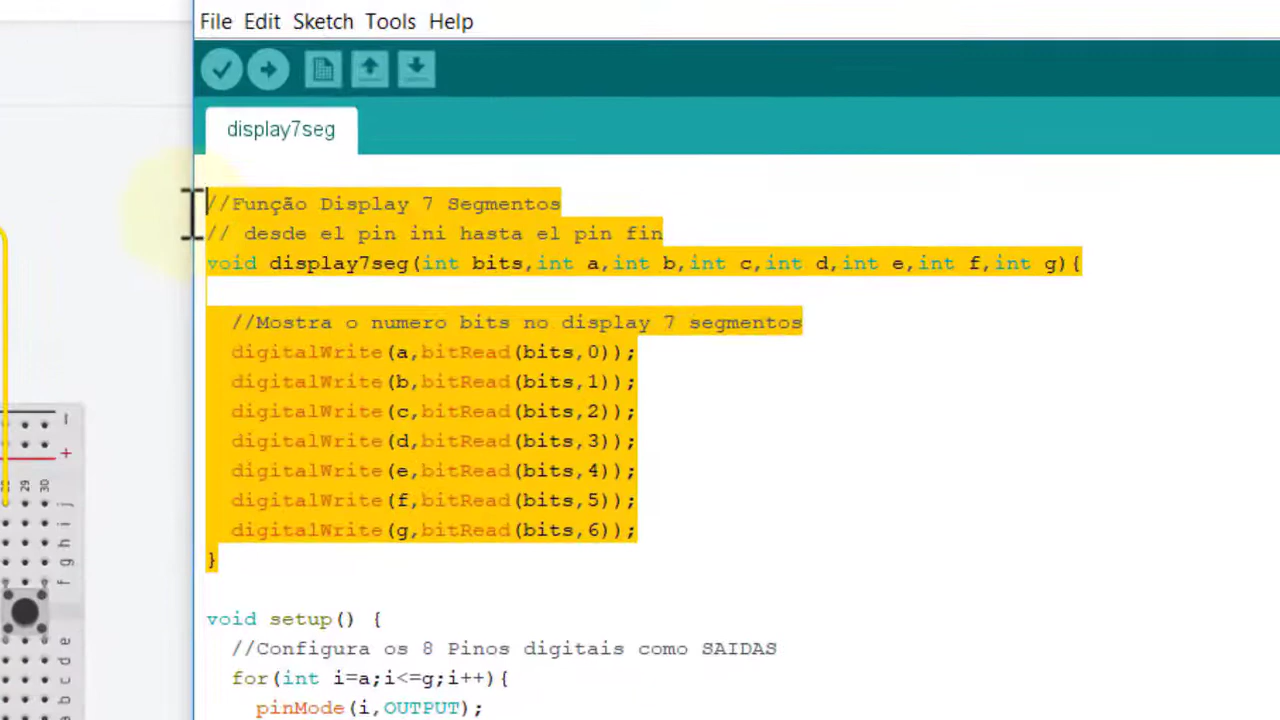 File Edit Sketch Tools Help
display7seg
//Função Display 7 Segmentos
// desde el pin ini hasta el pin fin
void display7seg(int bits,int a,int b,int c,int d,int e,int f,int g){
//Mostra o numero bits no display 7 segmentos
digitalWrite(a,bitRead(bits,0));
digitalWrite(b,bitRead(bits,1));
digitalWrite(c,bitRead(bits,2));
digitalWrite(d,bitRead(bits,3));
digitalWrite(e,bitRead(bits,4));
digitalWrite(f,bitRead(bits,5));
digitalWrite(g,bitRead(bits,6));
}
void setup() {
//Configura os 8 Pinos digitais como SAIDAS
for(int i=a;i<=g;i++){
pinMode(i,OUTPUT);
29 30
j
i
h
g
f
e
d
c
b
a